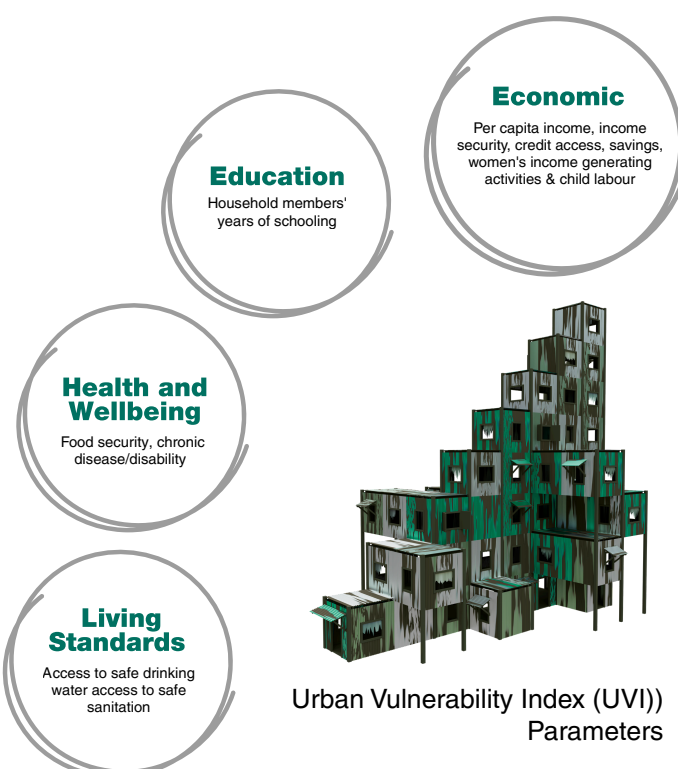 Economic
Per capita income, income
security, credit access, savings,
women's income generating
activities & child labour
Education
Household members'
years of schooling
Health and
Wellbeing
Food security, chronic
disease/disability
Living
Standards
Access to safe drinking
water access to safe
sanitation
Urban Vulnerability Index (UVI))
Parameters